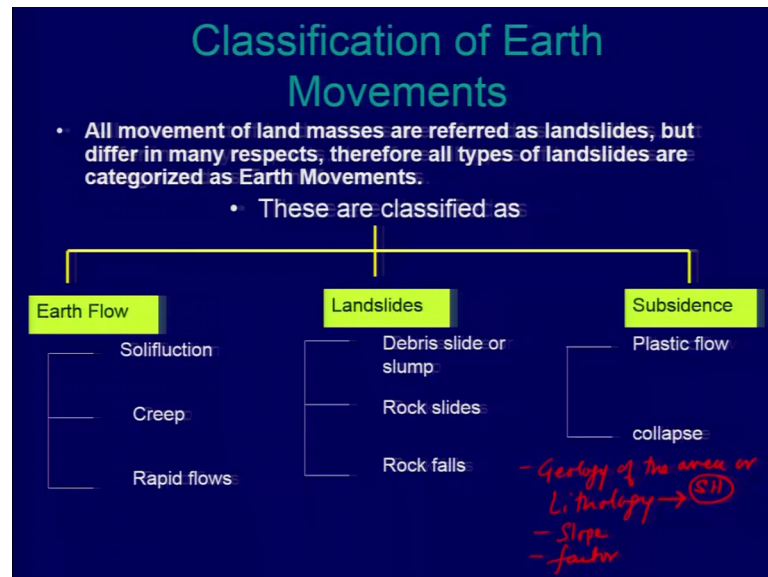 Classification of Earth
Movements
• All movement of land masses are referred as landslides, but
differ in many respects, therefore all types of landslides are
categorized as Earth Movements.
• These are classified as
Earth Flow
Landslides
Subsidence
Solifluction
Debris slide or
slump
Plastic flow
Creep
Rock slides
collapse
Rapid flows
Rock falls
- Geology of the area or
Lithology → SH
- Slope
- factor